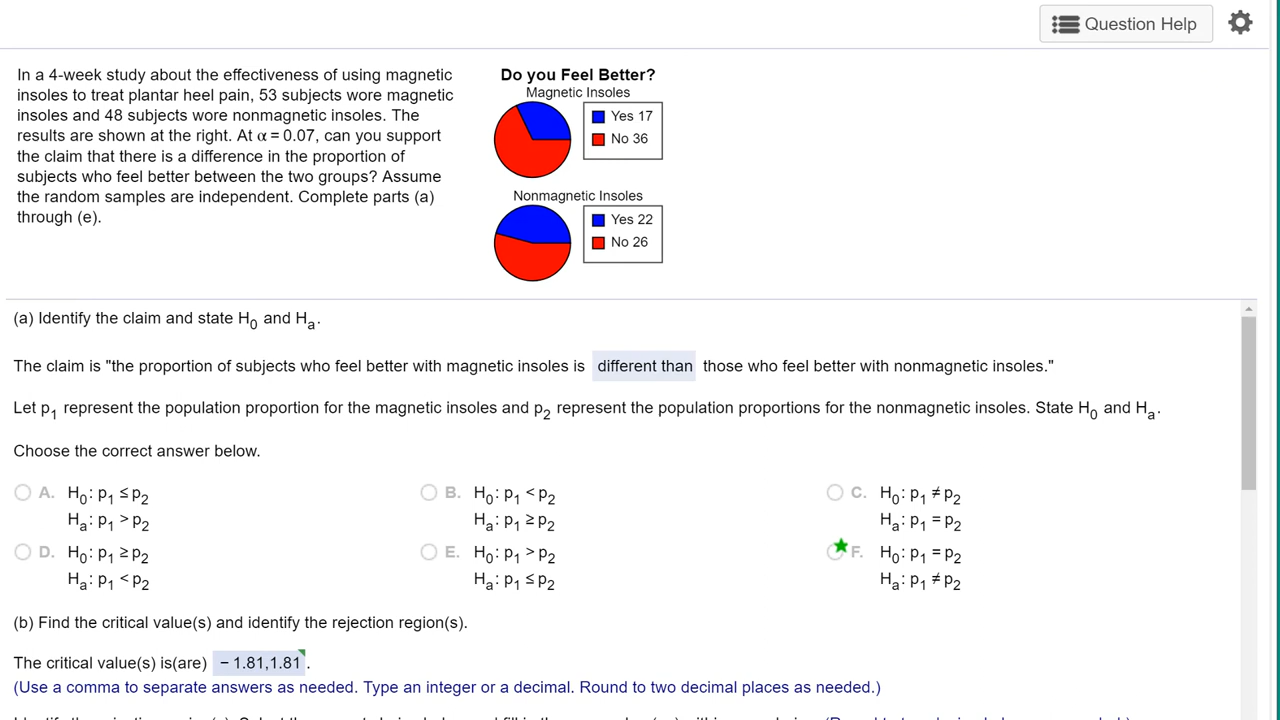 Question Help
In a 4-week study about the effectiveness of using magnetic
insoles to treat plantar heel pain, 53 subjects wore magnetic
insoles and 48 subjects wore nonmagnetic insoles. The
results are shown at the right. At α = 0.07, can you support
the claim that there is a difference in the proportion of
subjects who feel better between the two groups? Assume
the random samples are independent. Complete parts (a)
through (e).
Do you Feel Better?
Magnetic Insoles
Yes 17
No 36
Nonmagnetic Insoles
Yes 22
No 26
(a) Identify the claim and state H0 and Ha.
The claim is "the proportion of subjects who feel better with magnetic insoles is different than those who feel better with nonmagnetic insoles."
Let p1 represent the population proportion for the magnetic insoles and p2 represent the population proportions for the nonmagnetic insoles. State H0 and Ha.
Choose the correct answer below.
A. H0: p1 ≤ p2
Ha: p1 > p2
B. H0: p1 < p2
Ha: p1 ≥ p2
C. H0: p1 ≠ p2
Ha: p1 = p2
D. H0: p1 ≥ p2
Ha: p1 < p2
E. H0: p1 > p2
Ha: p1 ≤ p2
F. H0: p1 = p2
Ha: p1 ≠ p2
(b) Find the critical value(s) and identify the rejection region(s).
The critical value(s) is(are) − 1.81,1.81 .
(Use a comma to separate answers as needed. Type an integer or a decimal. Round to two decimal places as needed.)